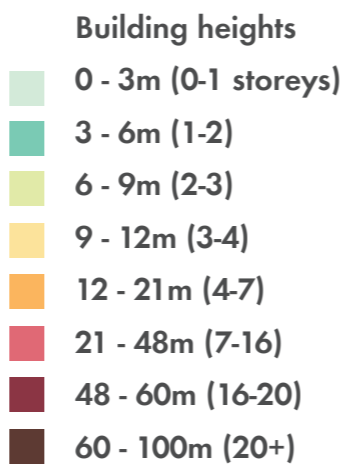 Building heights
0 - 3m (0-1 storeys)
3 - 6m (1-2)
6 - 9m (2-3)
9 - 12m (3-4)
12 - 21m (4-7)
21 - 48m (7-16)
48 - 60m (16-20)
60 - 100m (20+)